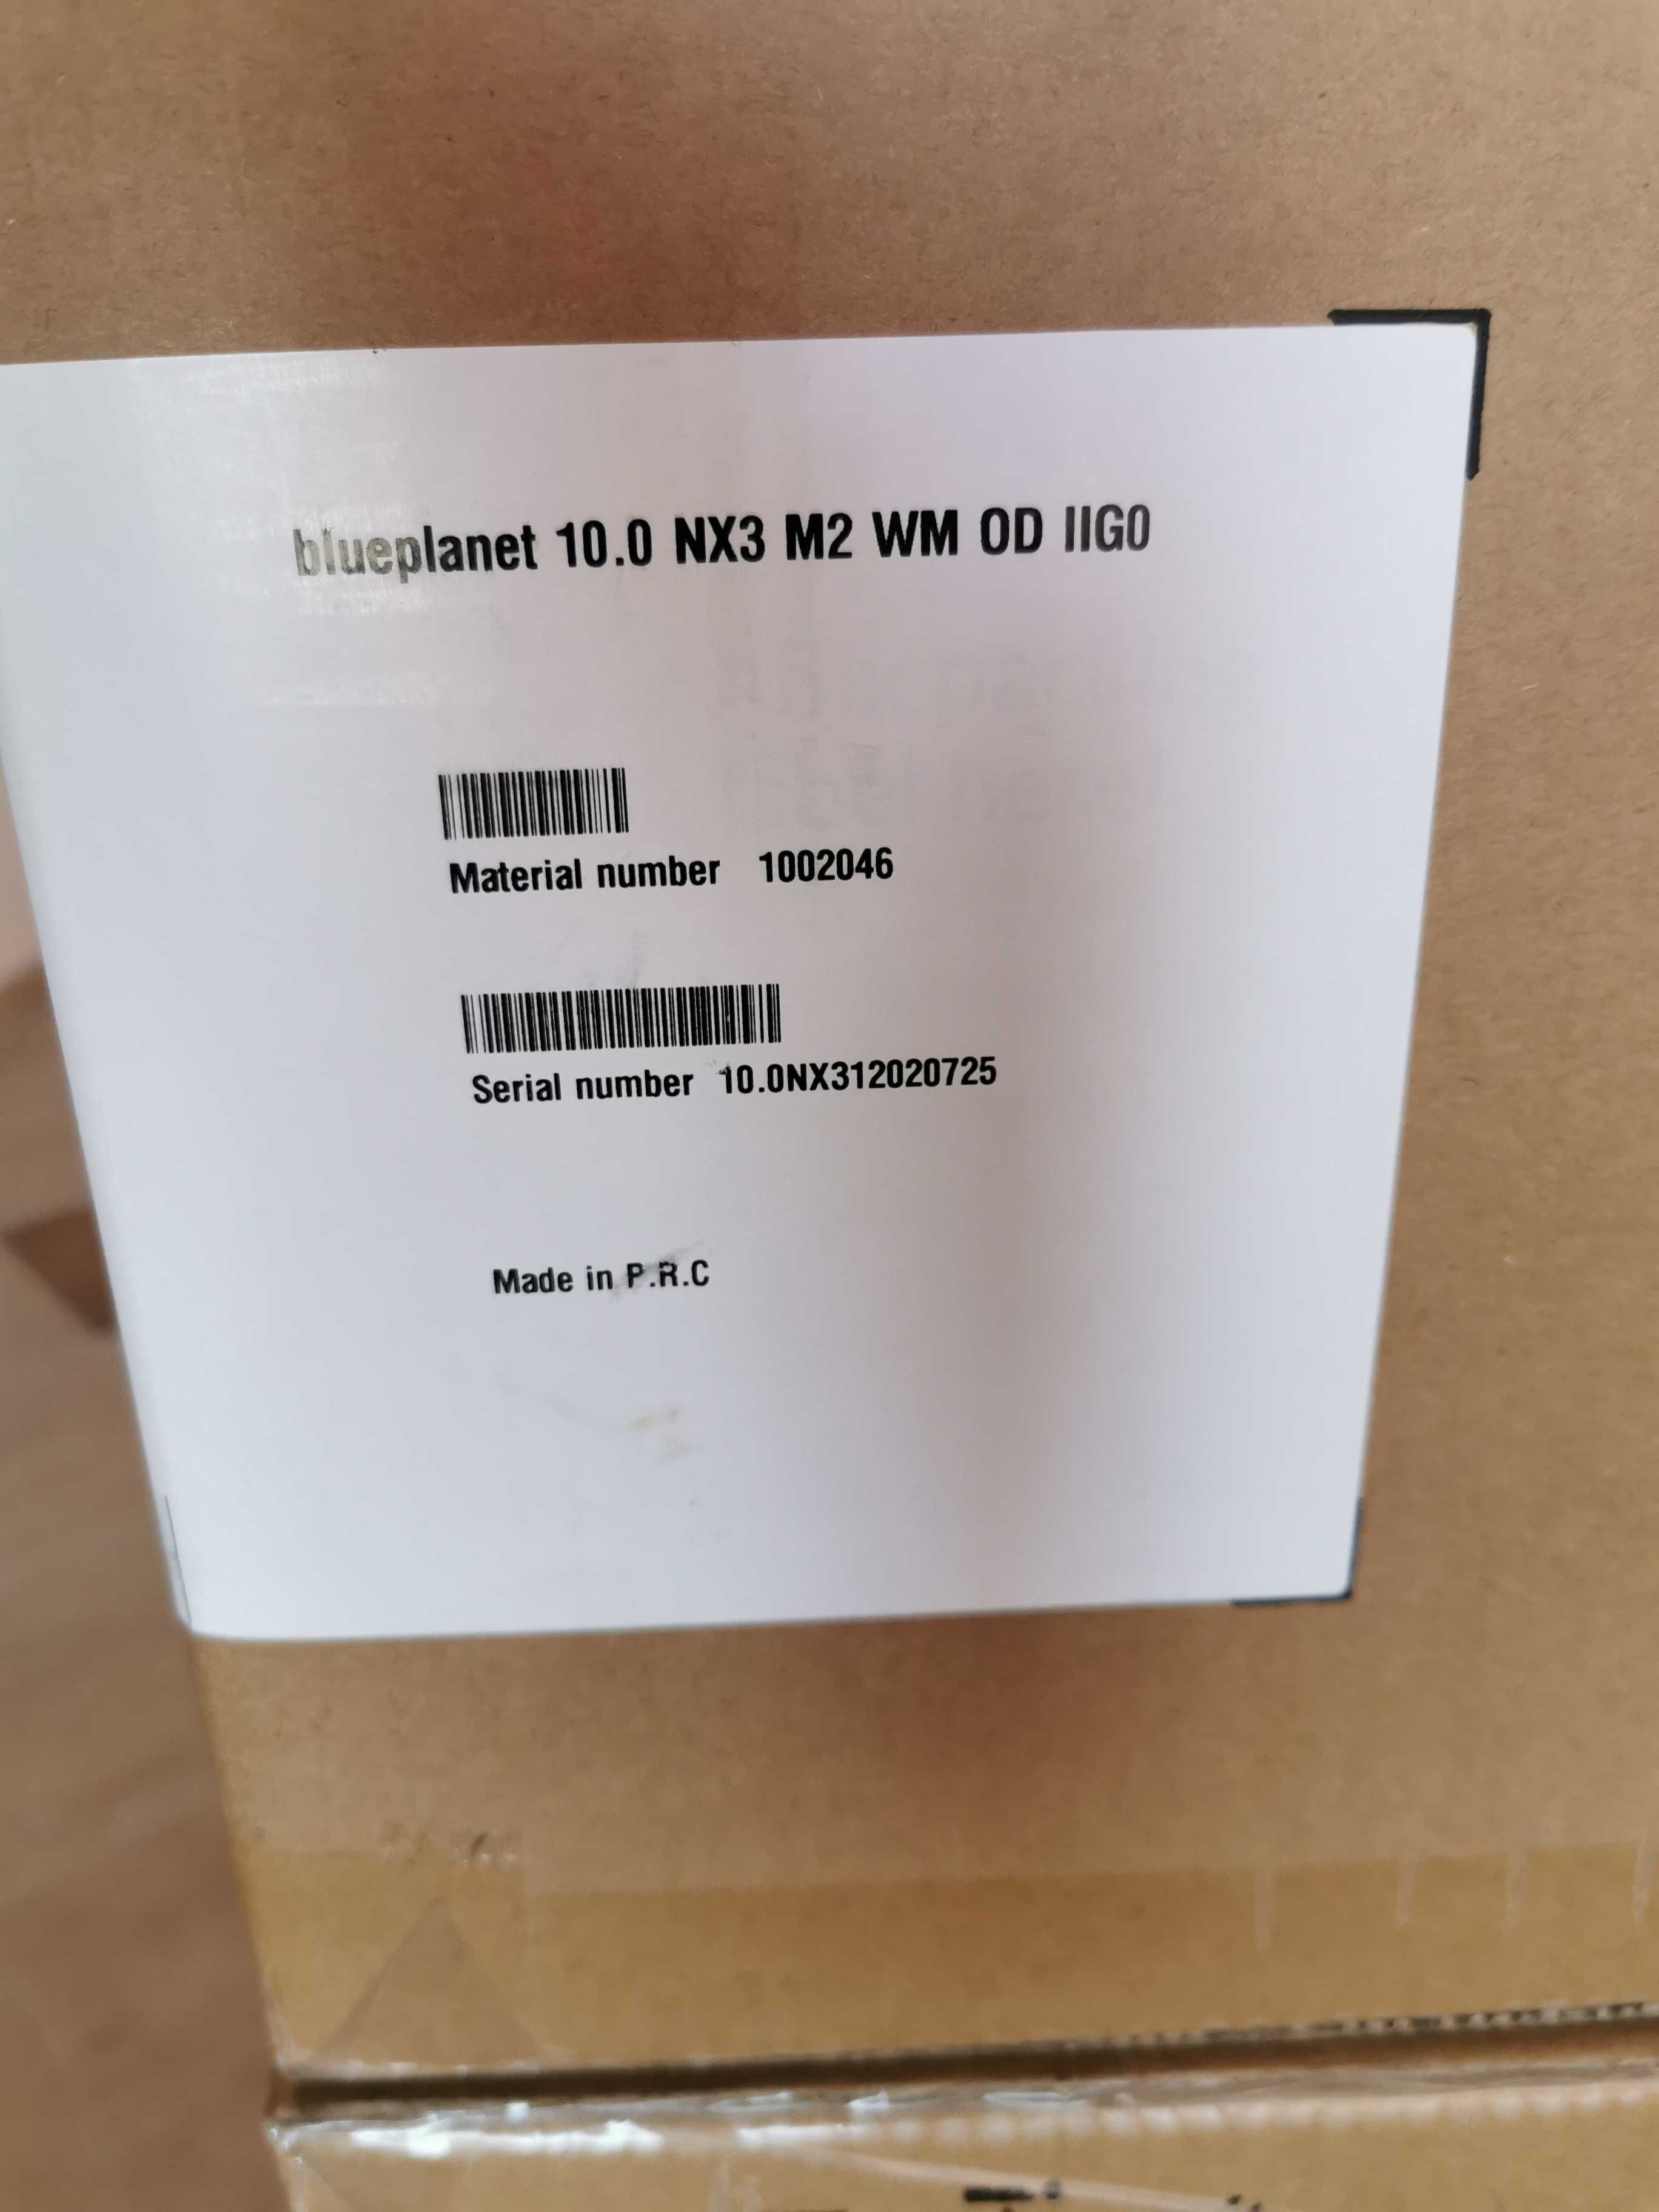 blueplanet 10.0 NX3 M2 WM OD IIG0
Material number 1002046
Serial number 10.0NX312020725
Made in P.R.C